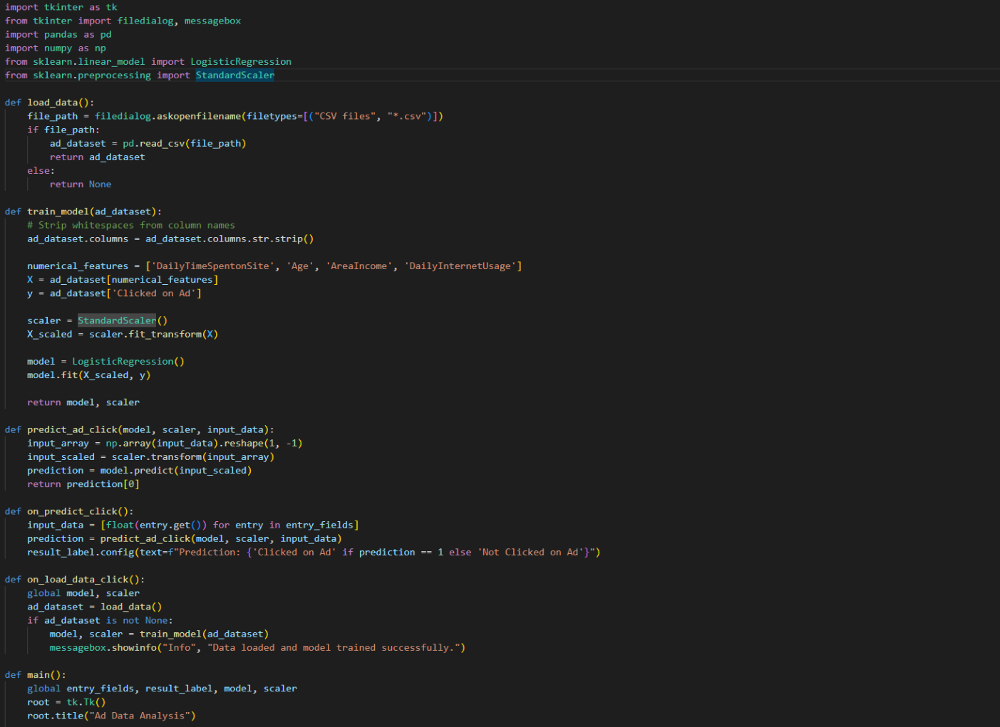 import tkinter as tk
from tkinter import filedialog, messagebox
import pandas as pd
import numpy as np
from sklearn.linear_model import LogisticRegression
from sklearn.preprocessing import StandardScaler

def load_data():
    file_path = filedialog.askopenfilename(filetypes=[("CSV files", "*.csv")])
    if file_path:
        ad_dataset = pd.read_csv(file_path)
        return ad_dataset
    else:
        return None

def train_model(ad_dataset):
    # Strip whitespaces from column names
    ad_dataset.columns = ad_dataset.columns.str.strip()

    numerical_features = ['DailyTimeSpentonSite', 'Age', 'AreaIncome', 'DailyInternetUsage']
    X = ad_dataset[numerical_features]
    y = ad_dataset['Clicked on Ad']

    scaler = StandardScaler()
    X_scaled = scaler.fit_transform(X)

    model = LogisticRegression()
    model.fit(X_scaled, y)

    return model, scaler

def predict_ad_click(model, scaler, input_data):
    input_array = np.array(input_data).reshape(1, -1)
    input_scaled = scaler.transform(input_array)
    prediction = model.predict(input_scaled)
    return prediction[0]

def on_predict_click():
    input_data = [float(entry.get()) for entry in entry_fields]
    prediction = predict_ad_click(model, scaler, input_data)
    result_label.config(text=f"Prediction: {'Clicked on Ad' if prediction == 1 else 'Not Clicked on Ad'}")

def on_load_data_click():
    global model, scaler
    ad_dataset = load_data()
    if ad_dataset is not None:
        model, scaler = train_model(ad_dataset)
        messagebox.showinfo("Info", "Data loaded and model trained successfully.")

def main():
    global entry_fields, result_label, model, scaler
    root = tk.Tk()
    root.title("Ad Data Analysis")